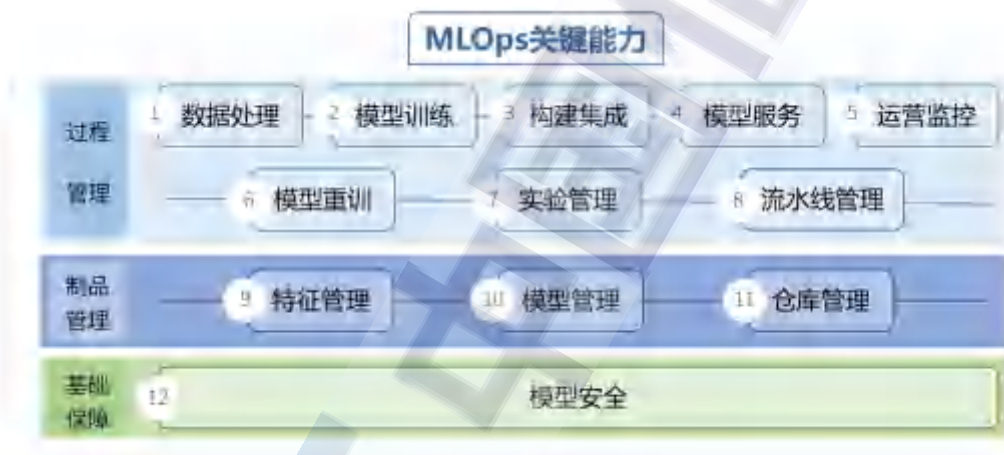 MLOps关键能力
过程
管理
1 数据处理 2 模型训练 3 构建集成 4 模型服务 5 运营监控
6 模型重训 7 实验管理 8 流水线管理
制品
管理
9 特征管理 10 模型管理 11 仓库管理
基础
保障
12 模型安全
中国